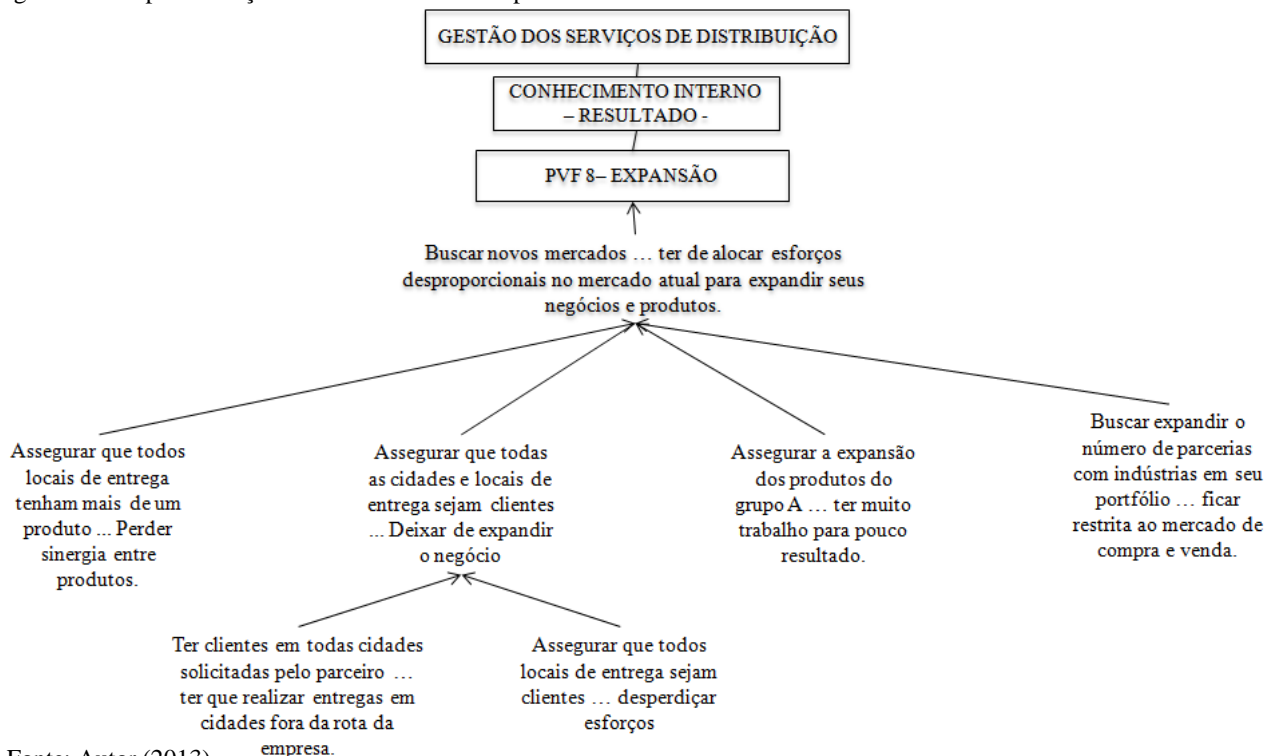 GESTÃO DOS SERVIÇOS DE DISTRIBUIÇÃO
CONHECIMENTO INTERNO
– RESULTADO -
PVF 8– EXPANSÃO
Buscar novos mercados … ter de alocar esforços
desproporcionais no mercado atual para expandir seus
negócios e produtos.
Assegurar que todos
locais de entrega
tenham mais de um
produto ... Perder
sinergia entre
produtos.
Assegurar que todas
as cidades e locais de
entrega sejam clientes
... Deixar de expandir
o negócio
Assegurar a expansão
dos produtos do
grupo A … ter muito
trabalho para pouco
resultado.
Buscar expandir o
número de parcerias
com indústrias em seu
portfólio … ficar
restrita ao mercado de
compra e venda.
Ter clientes em todas cidades
solicitadas pelo parceiro …
ter que realizar entregas em
cidades fora da rota da
empresa.
Assegurar que todos
locais de entrega sejam
clientes … desperdiçar
esforços
Fonte: Autor (2013)